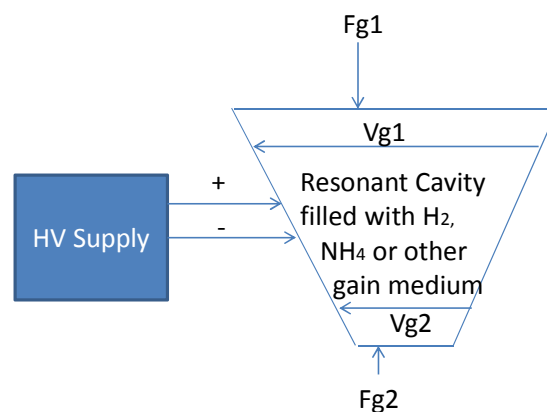 Fg1
Vg1
+
HV Supply
-
Resonant Cavity
filled with H2,
NH4 or other
gain medium
Vg2
Fg2